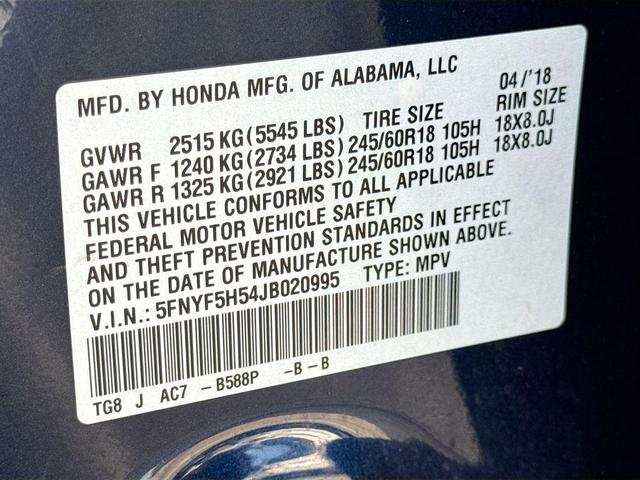 MFD. BY HONDA MFG. OF ALABAMA, LLC 04/'18
GVWR 2515 KG (5545 LBS) TIRE SIZE RIM SIZE
GAWR F 1240 KG (2734 LBS) 245/60R18 105H 18X8.0J
GAWR R 1325 KG (2921 LBS) 245/60R18 105H 18X8.0J
THIS VEHICLE CONFORMS TO ALL APPLICABLE
FEDERAL MOTOR VEHICLE SAFETY
AND THEFT PREVENTION STANDARDS IN EFFECT
ON THE DATE OF MANUFACTURE SHOWN ABOVE.
V.I.N.: 5FNYF5H54JB020995 TYPE: MPV
TG8 J AC7 -B588P -B-B